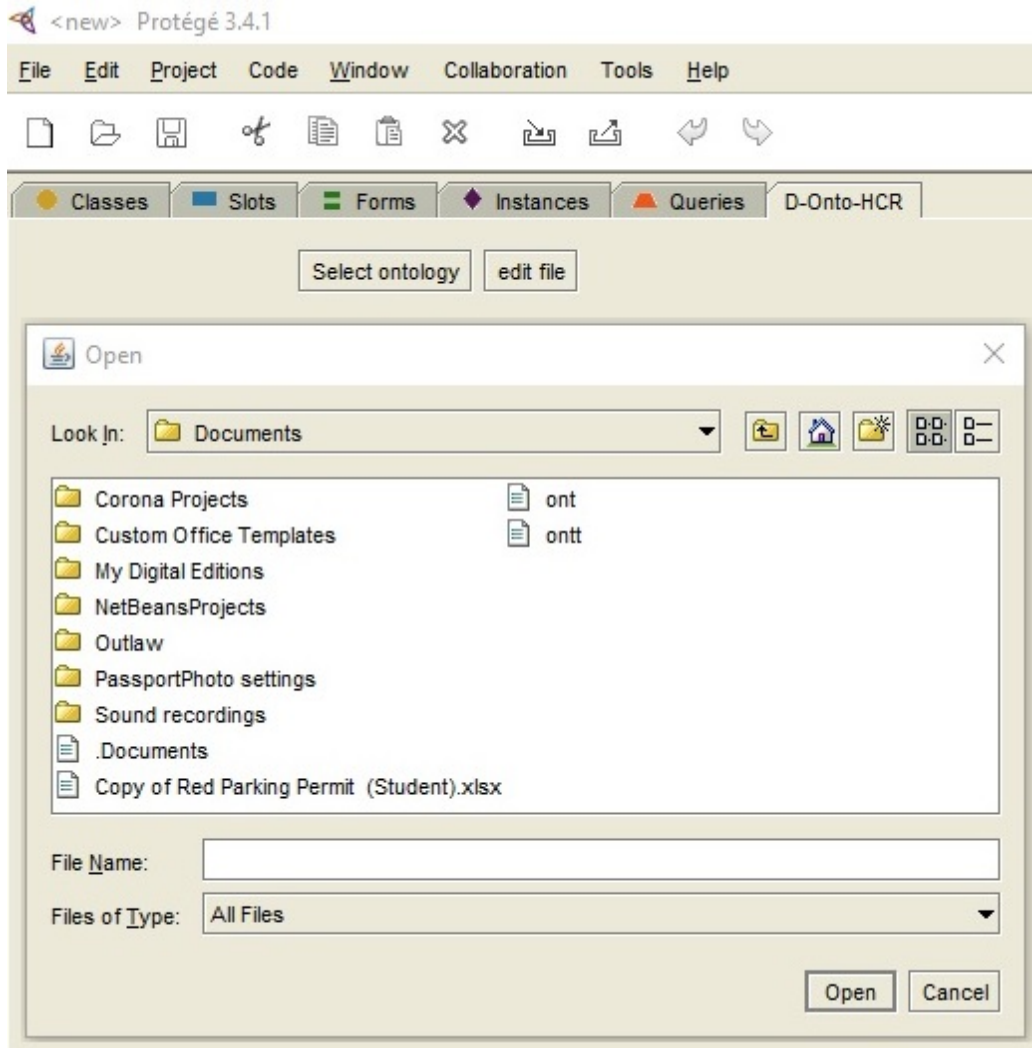 <new> Protégé 3.4.1
File Edit Project Code Window Collaboration Tools Help
Classes Slots Forms Instances Queries D-Onto-HCR
Select ontology edit file
Open
Look In: Documents
Corona Projects
Custom Office Templates
My Digital Editions
NetBeansProjects
Outlaw
PassportPhoto settings
Sound recordings
.Documents
Copy of Red Parking Permit (Student).xlsx
ont
ontt
File Name:
Files of Type: All Files
Open Cancel